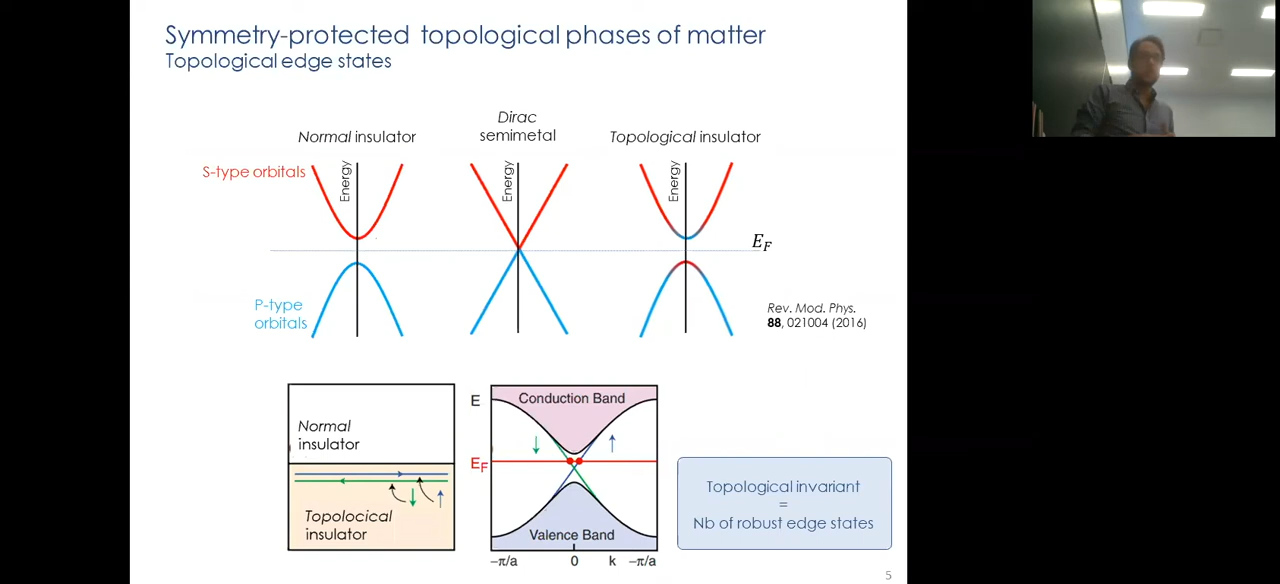 Symmetry-protected topological phases of matter
Topological edge states
Normal insulator
Dirac
semimetal
Topological insulator
S-type orbitals
Energy
Energy
Energy
E_F
P-type
orbitals
Rev. Mod. Phys.
88, 021004 (2016)
Normal
insulator
Topolocical
insulator
↓ ↑
E
Conduction Band
↓ ↑
E_F
Valence Band
−π/a 0 k −π/a
Topological invariant
=
Nb of robust edge states
5